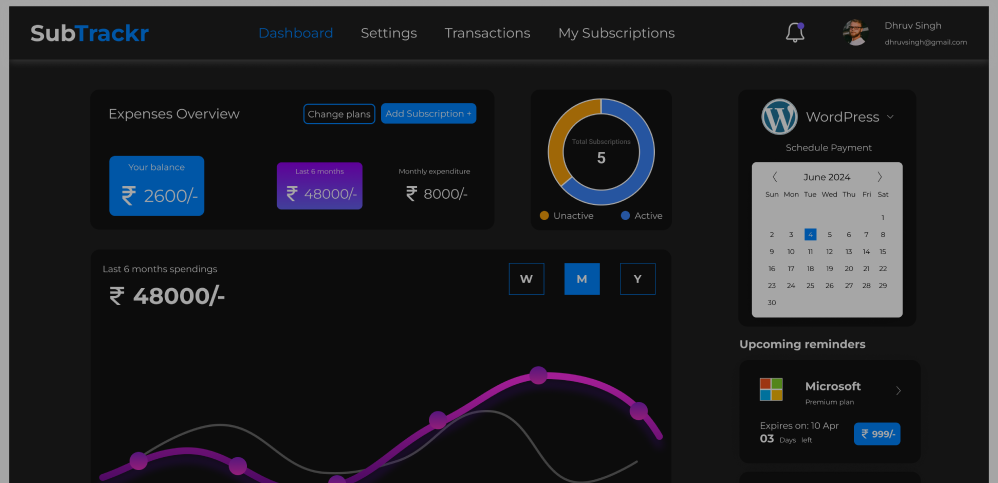 SubTrackr
Dashboard Settings Transactions My Subscriptions
Dhruv Singh
dhruvsingh@gmail.com
Expenses Overview
Change plans
Add Subscription +
Your balance
₹ 2600/-
Last 6 months
₹ 48000/-
Monthly expenditure
₹ 8000/-
Total Subscriptions
5
Unactive
Active
WordPress
Schedule Payment
June 2024
Sun Mon Tue Wed Thu Fri Sat
1
2 3 4 5 6 7 8
9 10 11 12 13 14 15
16 17 18 19 20 21 22
23 24 25 26 27 28 29
30
Last 6 months spendings
₹ 48000/-
W M Y
Upcoming reminders
Microsoft
Premium plan
Expires on: 10 Apr
03 Days left
₹ 999/-